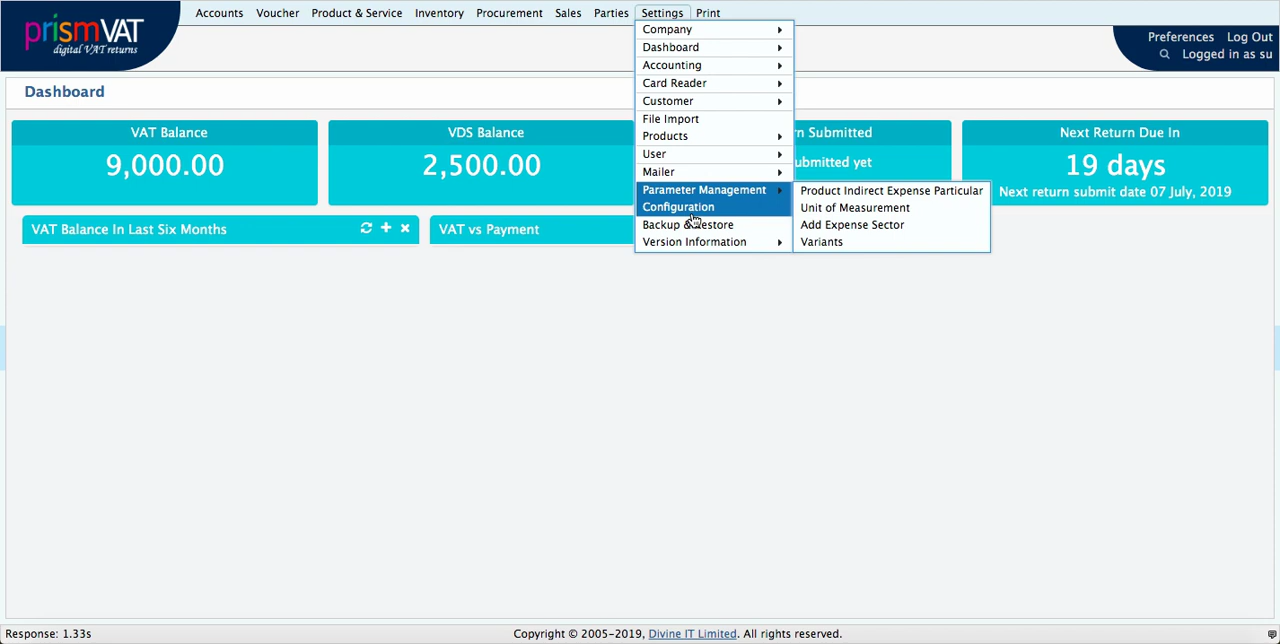 prismVAT
digital VAT returns
Accounts Voucher Product & Service Inventory Procurement Sales Parties Settings Print
Preferences Log Out
Logged in as su
Company
Dashboard
Accounting
Card Reader
Customer
File Import
Products
User
Mailer
Parameter Management
Configuration
Backup & Restore
Version Information
Product Indirect Expense Particular
Unit of Measurement
Add Expense Sector
Variants
Dashboard
VAT Balance
9,000.00
VDS Balance
2,500.00
n Submitted
ubmitted yet
Next Return Due In
19 days
Next return submit date 07 July, 2019
VAT Balance In Last Six Months
VAT vs Payment
Response: 1.33s
Copyright © 2005-2019, Divine IT Limited. All rights reserved.